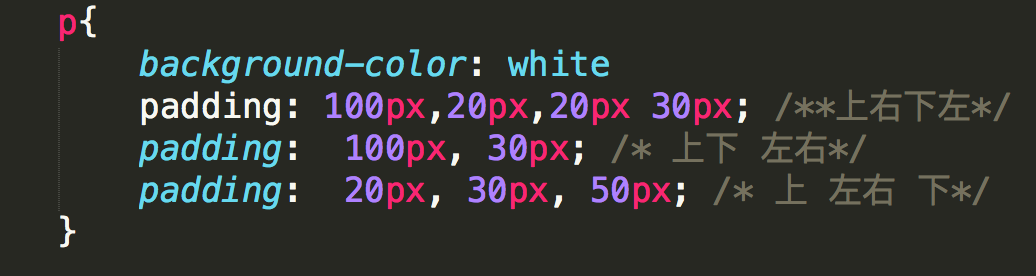 p{
background-color: white
padding: 100px,20px,20px 30px; /**上右下左*/
padding:  100px, 30px; /* 上下 左右*/
padding:  20px, 30px, 50px; /* 上 左右 下*/
}